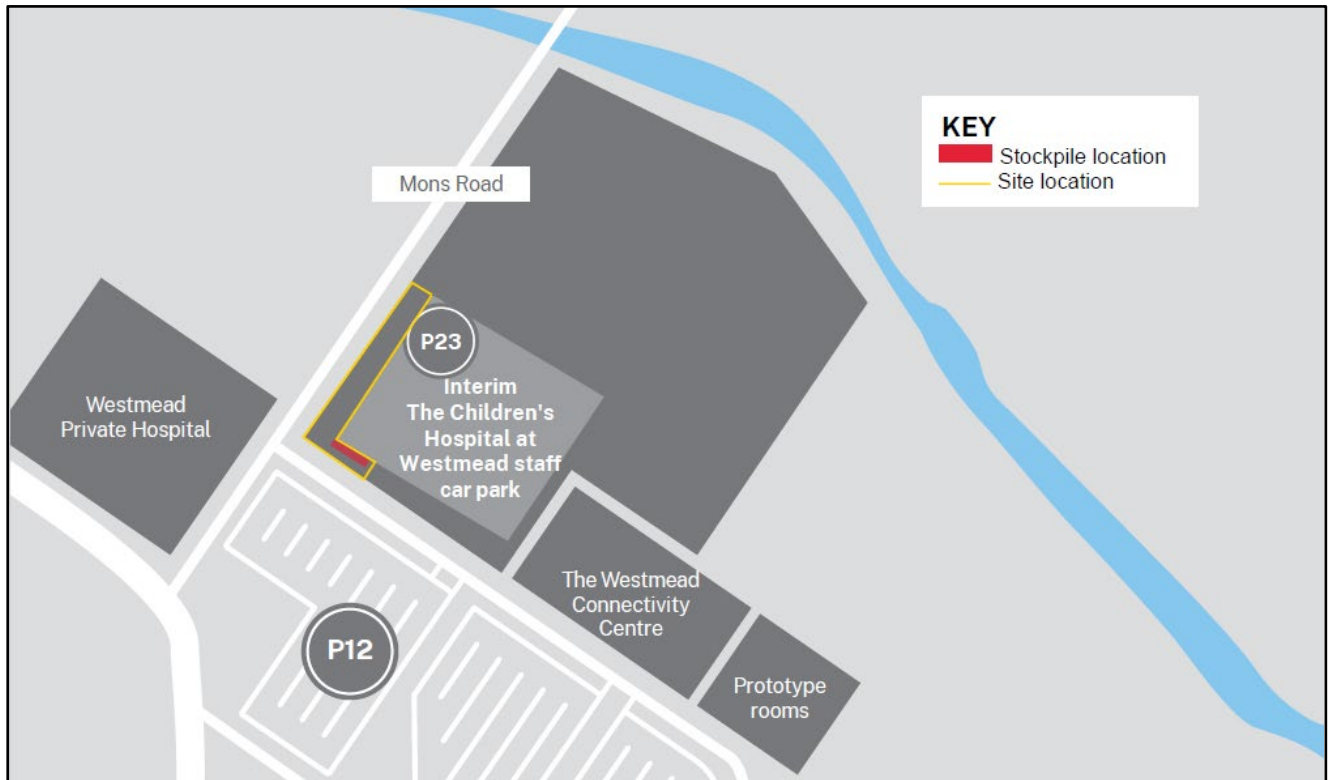 KEY
Stockpile location
Site location
Mons Road
P23
Interim
The Children's
Hospital at
Westmead staff
car park
Westmead
Private Hospital
The Westmead
Connectivity
Centre
P12
Prototype
rooms